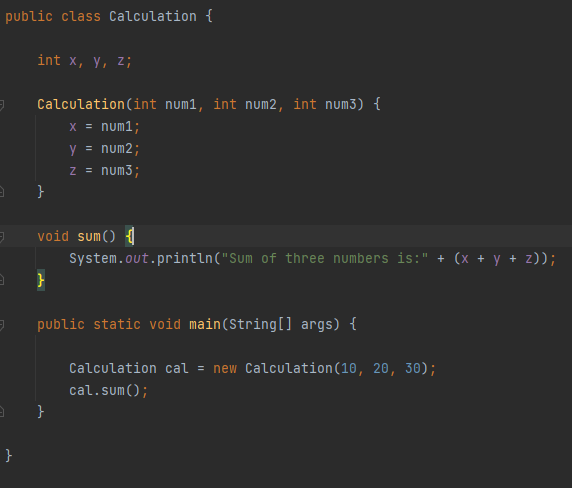 public class Calculation {
int x, y, z;
Calculation(int num1, int num2, int num3) {
x = num1;
y = num2;
z = num3;
}
void sum() {
System.out.println("Sum of three numbers is:" + (x + y + z));
}
public static void main(String[] args) {
Calculation cal = new Calculation(10, 20, 30);
cal.sum();
}
}